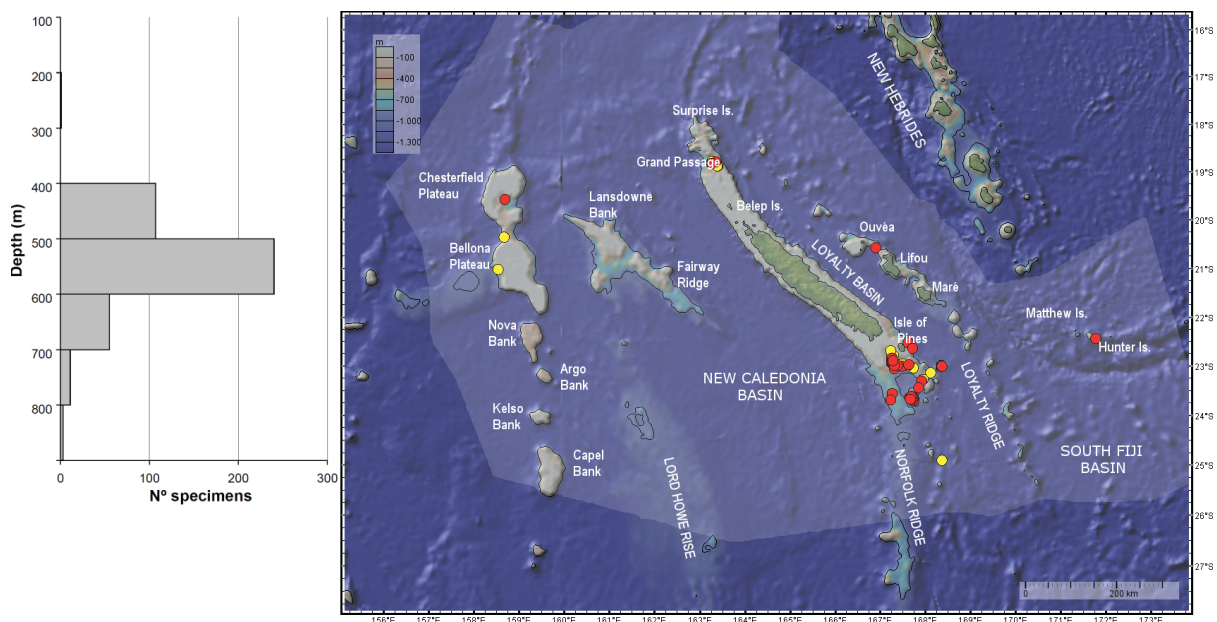 100
200
300
400
500
600
700
800
Depth (m)
0
100
200
300
Nº specimens
m
-100
-400
-700
-1.000
-1.300
Surprise Is.
Grand Passage
Chesterfield
Plateau
Lansdowne
Bank
Belep Is.
Bellona
Plateau
Fairway
Ridge
Ouvéa
Lifou
Maré
LOYALTY BASIN
NEW HEBRIDES
Nova
Bank
Isle of
Pines
Matthew Is.
Hunter Is.
Argo
Bank
NEW CALEDONIA
BASIN
Kelso
Bank
Capel
Bank
LORD HOWE RISE
NORFOLK RIDGE
LOYALTY RIDGE
SOUTH FIJI
BASIN
0
200 km
16°S
17°S
18°S
19°S
20°S
21°S
22°S
23°S
24°S
25°S
26°S
27°S
156°E
157°E
158°E
159°E
160°E
161°E
162°E
163°E
164°E
165°E
166°E
167°E
168°E
169°E
170°E
171°E
172°E
173°E